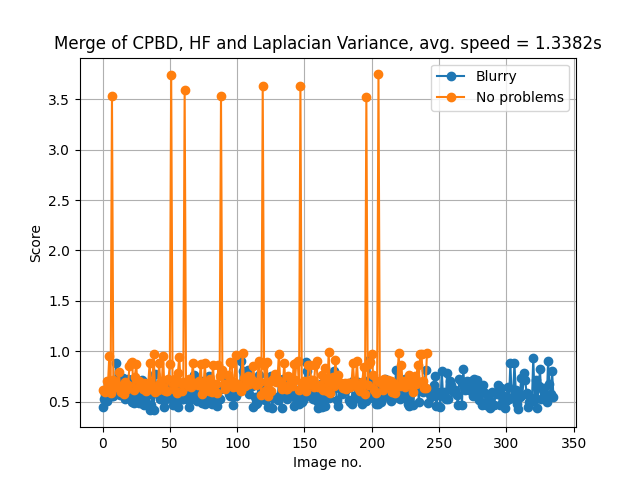 Merge of CPBD, HF and Laplacian Variance, avg. speed = 1.3382s
Blurry
No problems
3.5
3.0
2.5
2.0
1.5
1.0
0.5
Score
0 50 100 150 200 250 300 350
Image no.